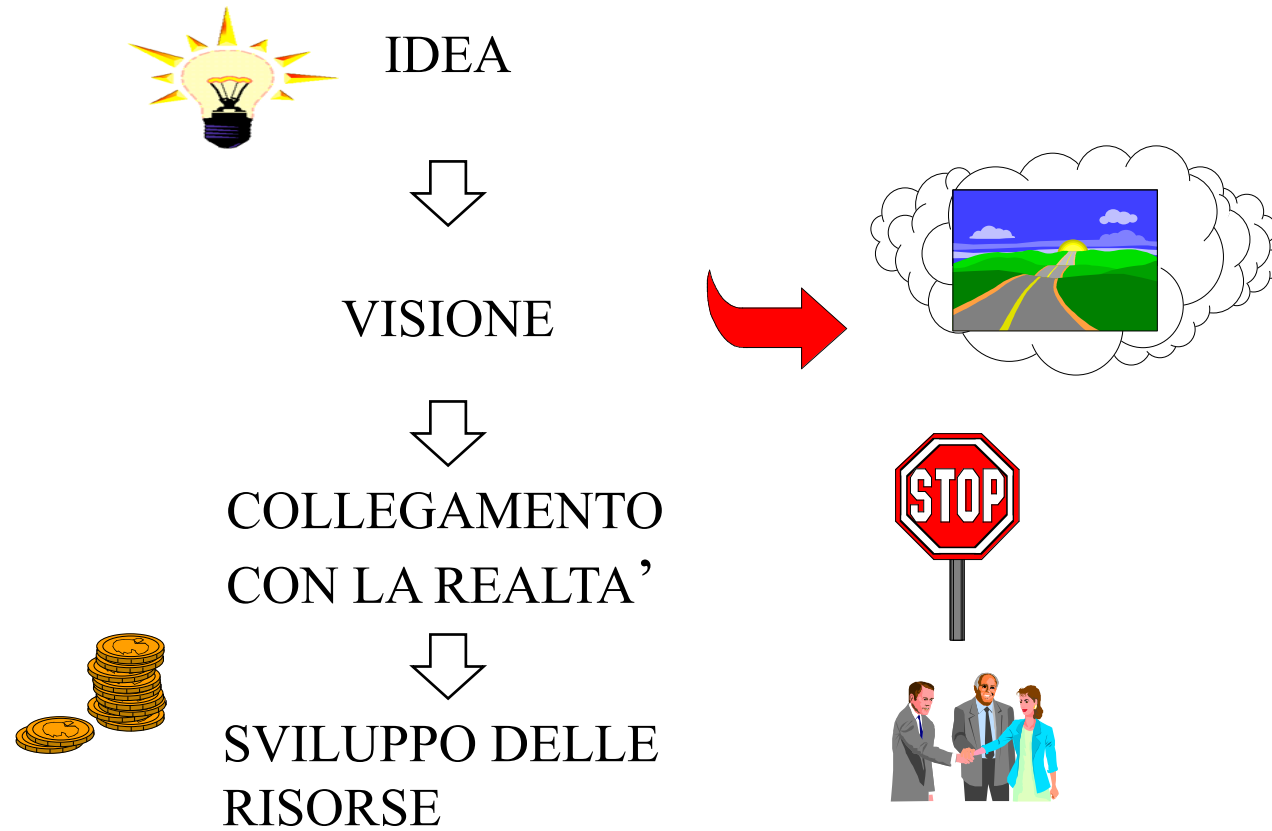 IDEA
VISIONE
COLLEGAMENTO
CON LA REALTA’
STOP
SVILUPPO DELLE
RISORSE